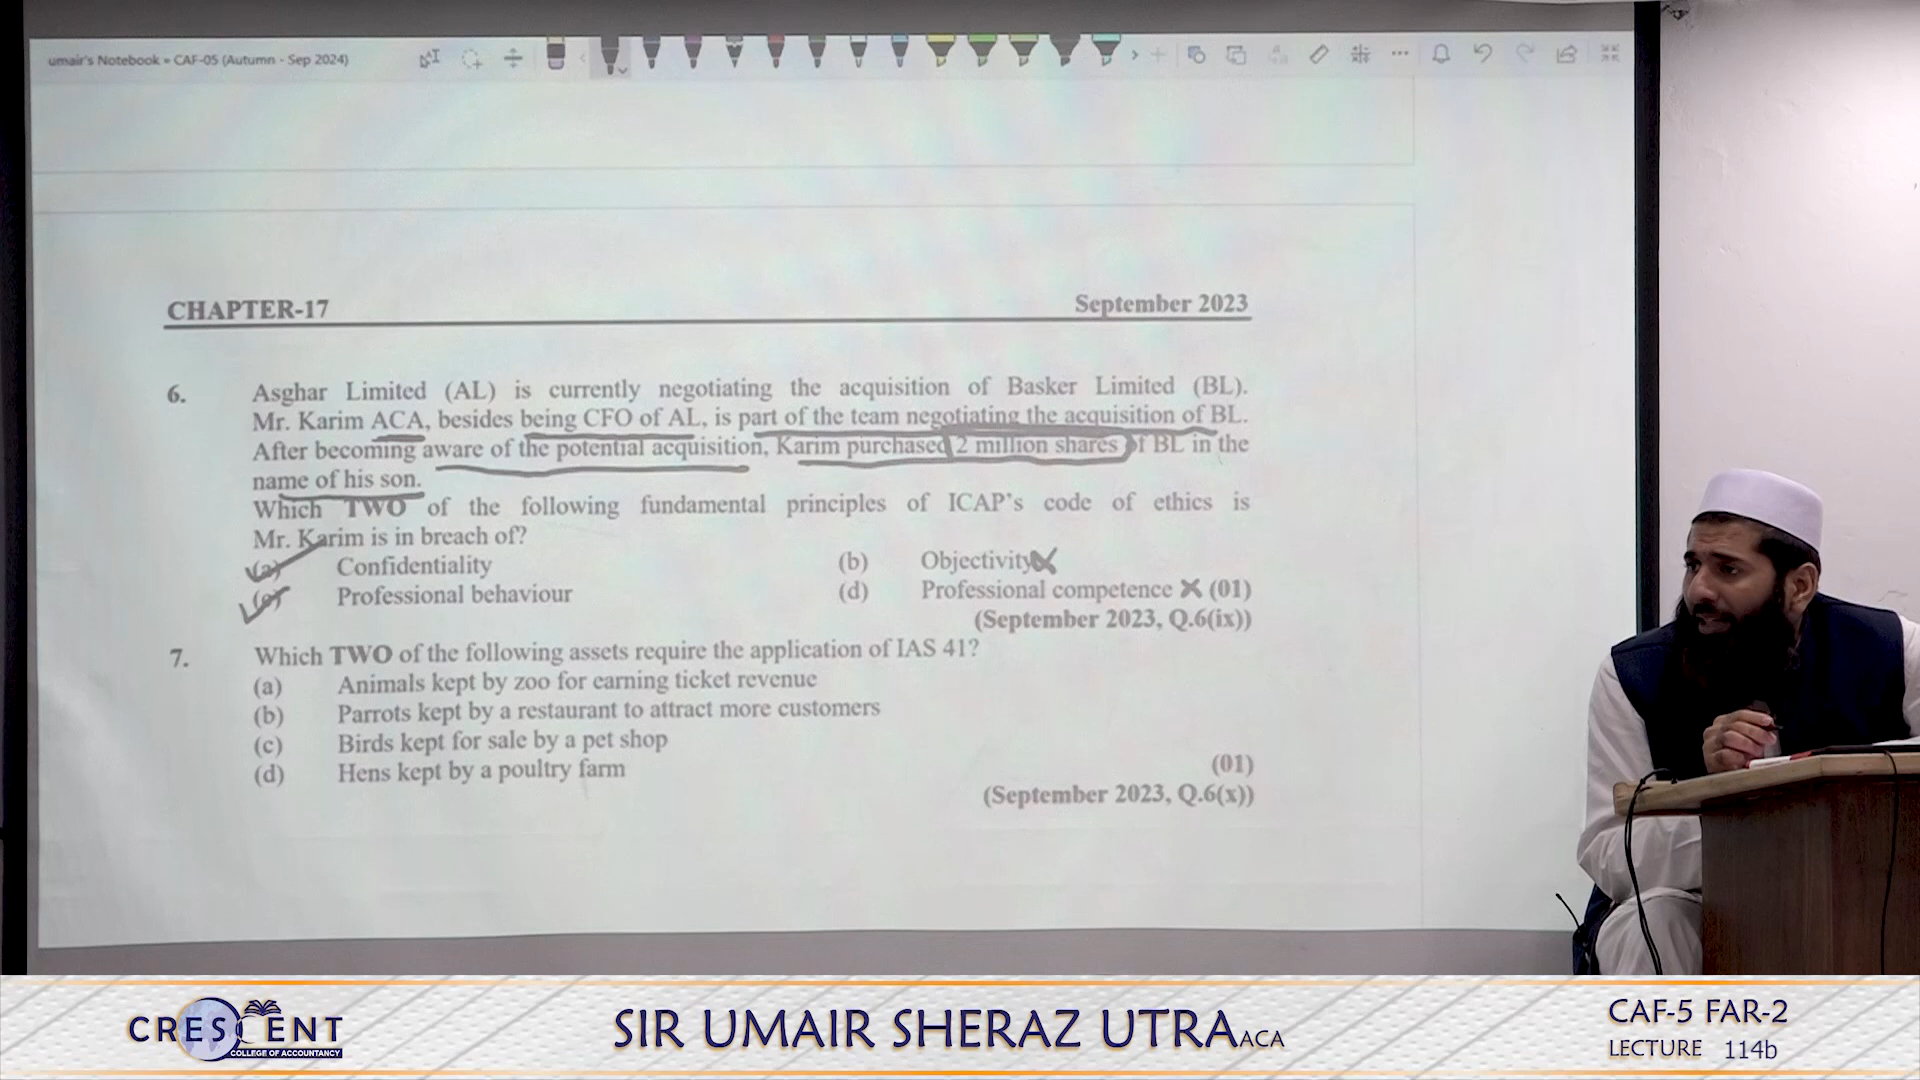 umair's Notebook » CAF-05 (Autumn - Sep 2024)
CHAPTER-17 September 2023
6. Asghar Limited (AL) is currently negotiating the acquisition of Basker Limited (BL).
Mr. Karim ACA, besides being CFO of AL, is part of the team negotiating the acquisition of BL.
After becoming aware of the potential acquisition, Karim purchased 2 million shares of BL in the
name of his son.
Which TWO of the following fundamental principles of ICAP's code of ethics is
Mr. Karim is in breach of?
(a) Confidentiality (b) Objectivity
(c) Professional behaviour (d) Professional competence (01)
(September 2023, Q.6(ix))
7. Which TWO of the following assets require the application of IAS 41?
(a) Animals kept by zoo for earning ticket revenue
(b) Parrots kept by a restaurant to attract more customers
(c) Birds kept for sale by a pet shop
(d) Hens kept by a poultry farm (01)
(September 2023, Q.6(x))
CRESCENT
COLLEGE OF ACCOUNTANCY
SIR UMAIR SHERAZ UTRA ACA
CAF-5 FAR-2
LECTURE 114b